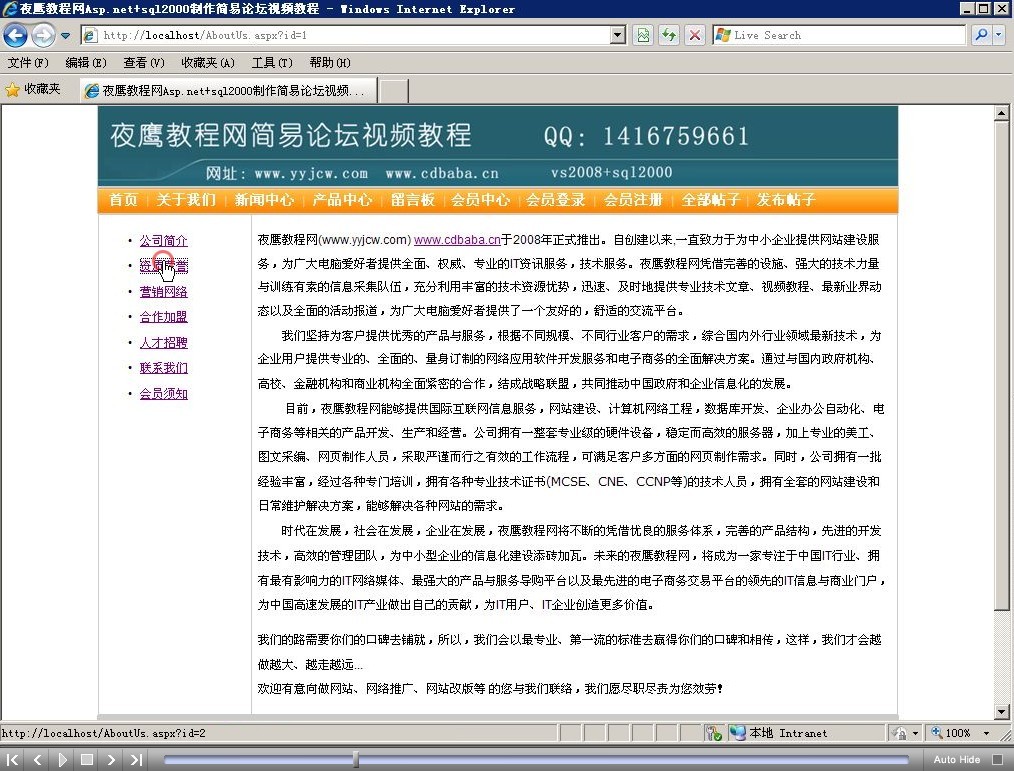 夜鹰教程网Asp.net+sql2000制作简易论坛视频教程 - Windows Internet Explorer
http://localhost/AboutUs.aspx?id=1
Live Search
文件(F) 编辑(E) 查看(V) 收藏夹(A) 工具(T) 帮助(H)
收藏夹 夜鹰教程网Asp.net+sql2000制作简易论坛视频...
夜鹰教程网简易论坛视频教程 QQ: 1416759661
网址: www.yyjcw.com www.cdbaba.cn vs2008+sql2000
首页 | 关于我们 | 新闻中心 | 产品中心 | 留言板 | 会员中心 | 会员登录 | 会员注册 | 全部帖子 | 发布帖子
• 公司简介
• 营销网络
• 合作加盟
• 人才招聘
• 联系我们
• 会员须知
夜鹰教程网(www.yyjcw.com) www.cdbaba.cn于2008年正式推出。自创建以来,一直致力于为中小企业提供网站建设服
务，为广大电脑爱好者提供全面、权威、专业的IT资讯服务，技术服务。夜鹰教程网凭借完善的设施、强大的技术力量
与训练有素的信息采集队伍，充分利用丰富的技术资源优势，迅速、及时地提供专业技术文章、视频教程、最新业界动
态以及全面的活动报道，为广大电脑爱好者提供了一个友好的，舒适的交流平台。
我们坚持为客户提供优秀的产品与服务，根据不同规模、不同行业客户的需求，综合国内外行业领域最新技术，为
企业用户提供专业的、全面的、量身订制的网络应用软件开发服务和电子商务的全面解决方案。通过与国内政府机构、
高校、金融机构和商业机构全面紧密的合作，结成战略联盟，共同推动中国政府和企业信息化的发展。
目前，夜鹰教程网能够提供国际互联网信息服务，网站建设、计算机网络工程，数据库开发、企业办公自动化、电
子商务等相关的产品开发、生产和经营。公司拥有一整套专业级的硬件设备，稳定而高效的服务器，加上专业的美工、
图文采编、网页制作人员，采取严谨而行之有效的工作流程，可满足客户多方面的网页制作需求。同时，公司拥有一批
经验丰富，经过各种专门培训，拥有各种专业技术证书(MCSE、CNE、CCNP等)的技术人员，拥有全套的网站建设和
日常维护解决方案，能够解决各种网站的需求。
时代在发展，社会在发展，企业在发展，夜鹰教程网将不断的凭借优良的服务体系，完善的产品结构，先进的开发
技术，高效的管理团队，为中小型企业的信息化建设添砖加瓦。未来的夜鹰教程网，将成为一家专注于中国IT行业、拥
有最有影响力的IT网络媒体、最强大的产品与服务导购平台以及最先进的电子商务交易平台的领先的IT信息与商业门户，
为中国高速发展的IT产业做出自己的贡献，为IT用户、IT企业创造更多价值。
我们的路需要你们的口碑去铺就，所以，我们会以最专业、第一流的标准去赢得你们的口碑和相传，这样，我们才会越
做越大、越走越远...
欢迎有意向做网站、网络推广、网站改版等 的您与我们联络，我们愿尽职尽责为您效劳！
http://localhost/AboutUs.aspx?id=2 本地 Intranet 100%
Auto Hide